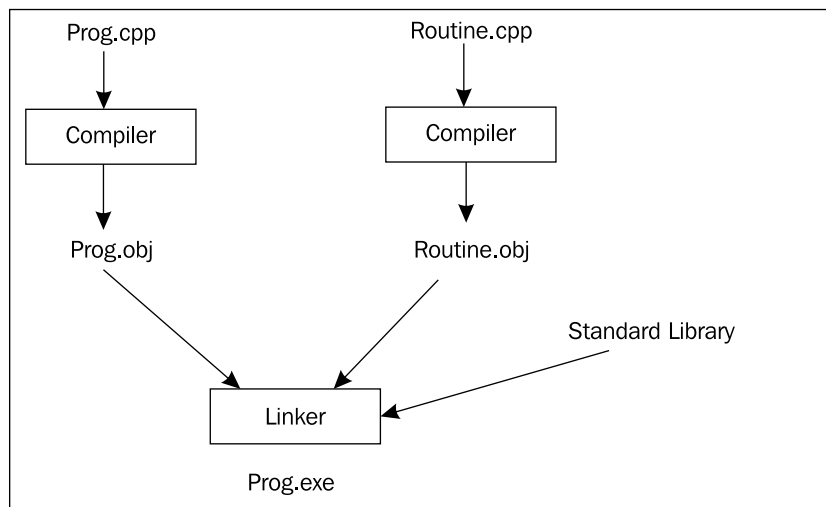 Prog.cpp
Routine.cpp
Compiler
Compiler
Prog.obj
Routine.obj
Standard Library
Linker
Prog.exe